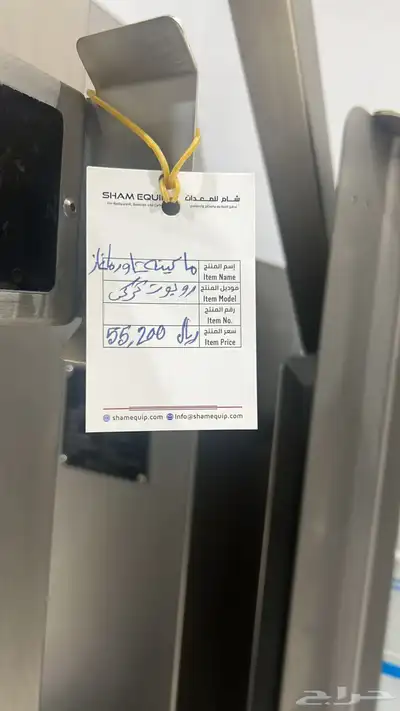 SHAM EQUIP شام للمعدات
إسم المنتج
Item Name
ماكينة شاورما غاز
موديل المنتج
Item Model
روبوت تركي
رقم المنتج
Item No.
سعر المنتج
Item Price
55,200 ريال
shamequip.com Info@shamequip.com
حراج